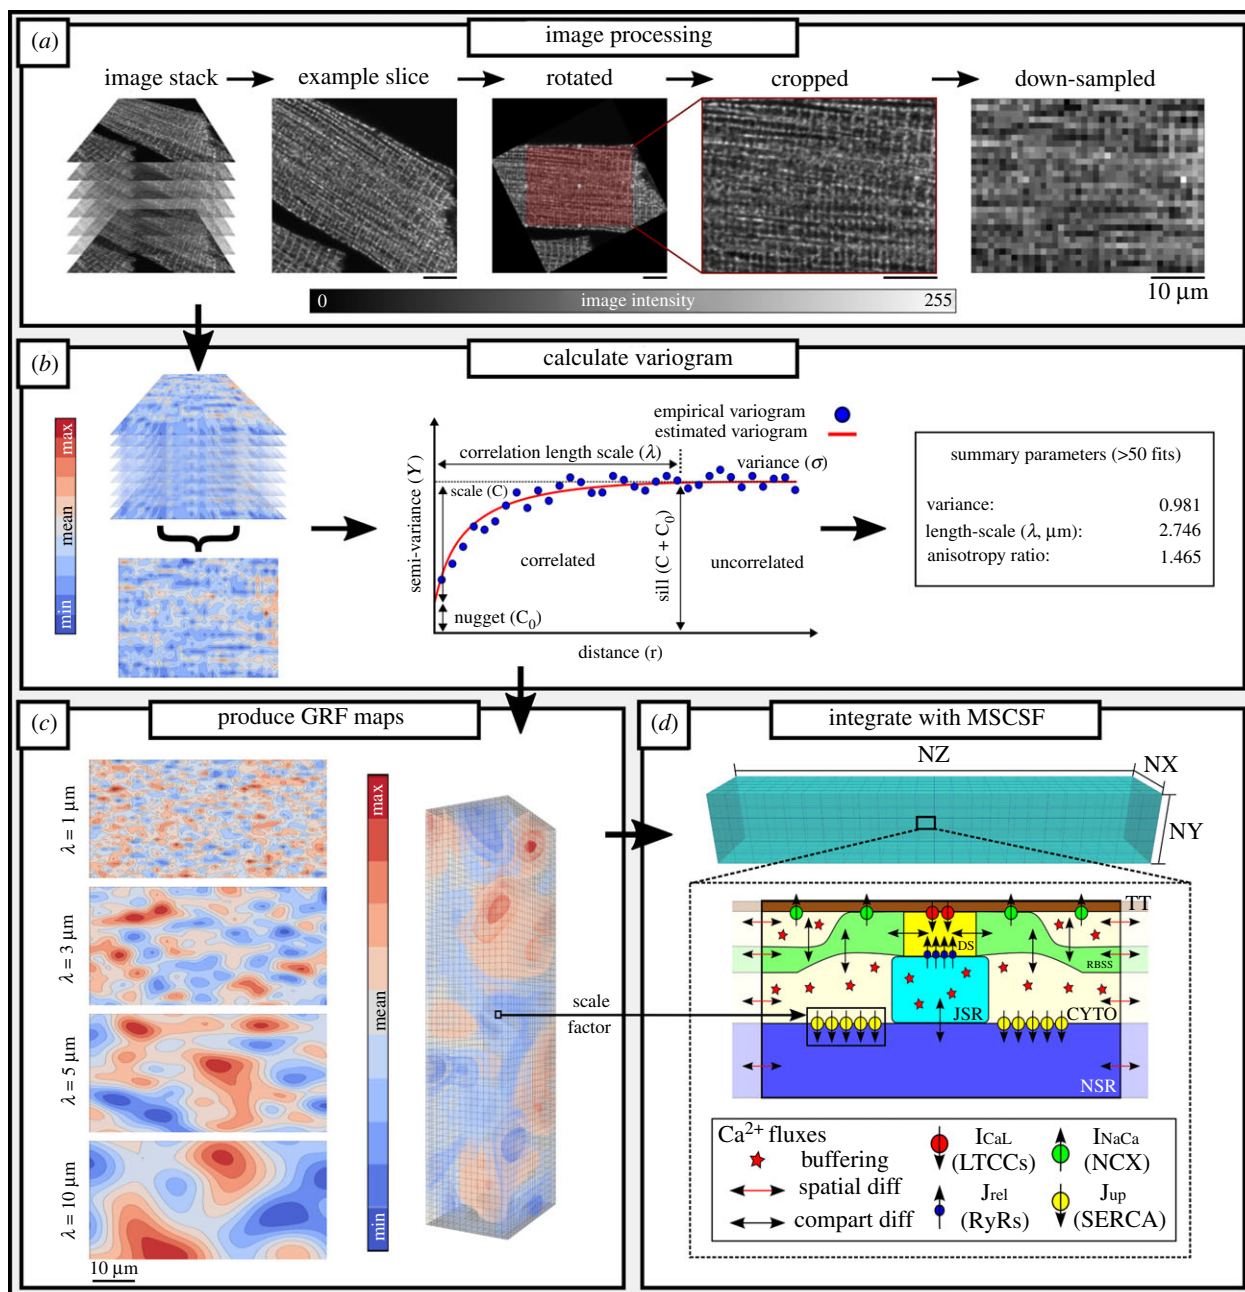 (a)
image processing
image stack
example slice
rotated
cropped
down-sampled
0
image intensity
255
10 µm
(b)
calculate variogram
max
mean
min
empirical variogram
estimated variogram
correlation length scale (λ)
variance (σ)
scale (C)
semi-variance (Y)
correlated
uncorrelated
sill (C + C₀)
nugget (C₀)
distance (r)
summary parameters (>50 fits)
variance: 0.981
length-scale (λ, µm): 2.746
anisotropy ratio: 1.465
(c)
produce GRF maps
λ = 1 µm
λ = 3 µm
λ = 5 µm
λ = 10 µm
10 µm
max
mean
min
scale
factor
(d)
integrate with MSCSF
NZ
NX
NY
TT
DS
RBSS
JSR
CYTO
NSR
Ca²⁺ fluxes
buffering
spatial diff
compart diff
I_CaL
(LTCCs)
I_NaCa
(NCX)
J_rel
(RyRs)
J_up
(SERCA)